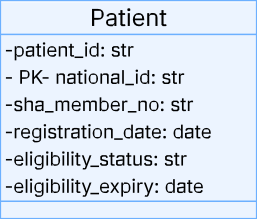 Patient
-patient_id: str
- PK- national_id: str
-sha_member_no: str
-registration_date: date
-eligibility_status: str
-eligibility_expiry: date